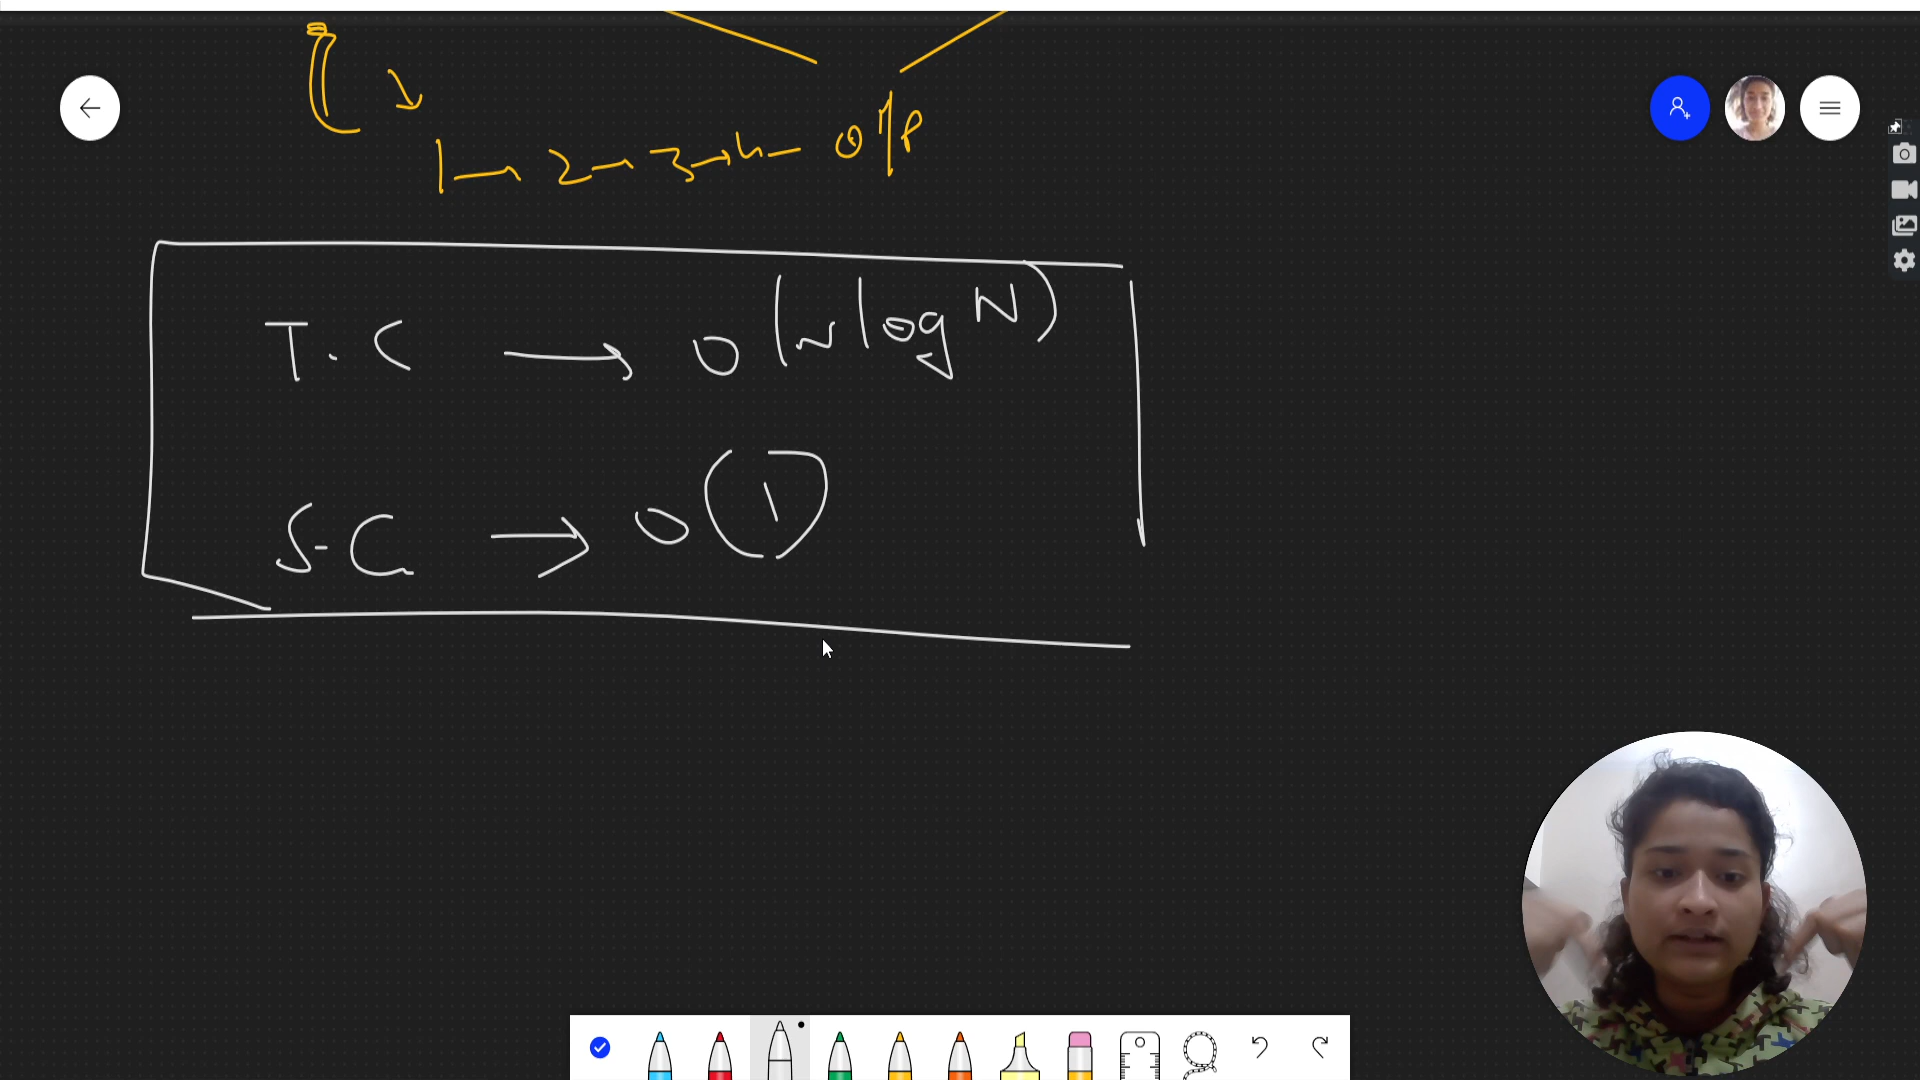 1 → 2 → 3 → 4 → O/P
T.C → O(N log N)
S.C → O(1)